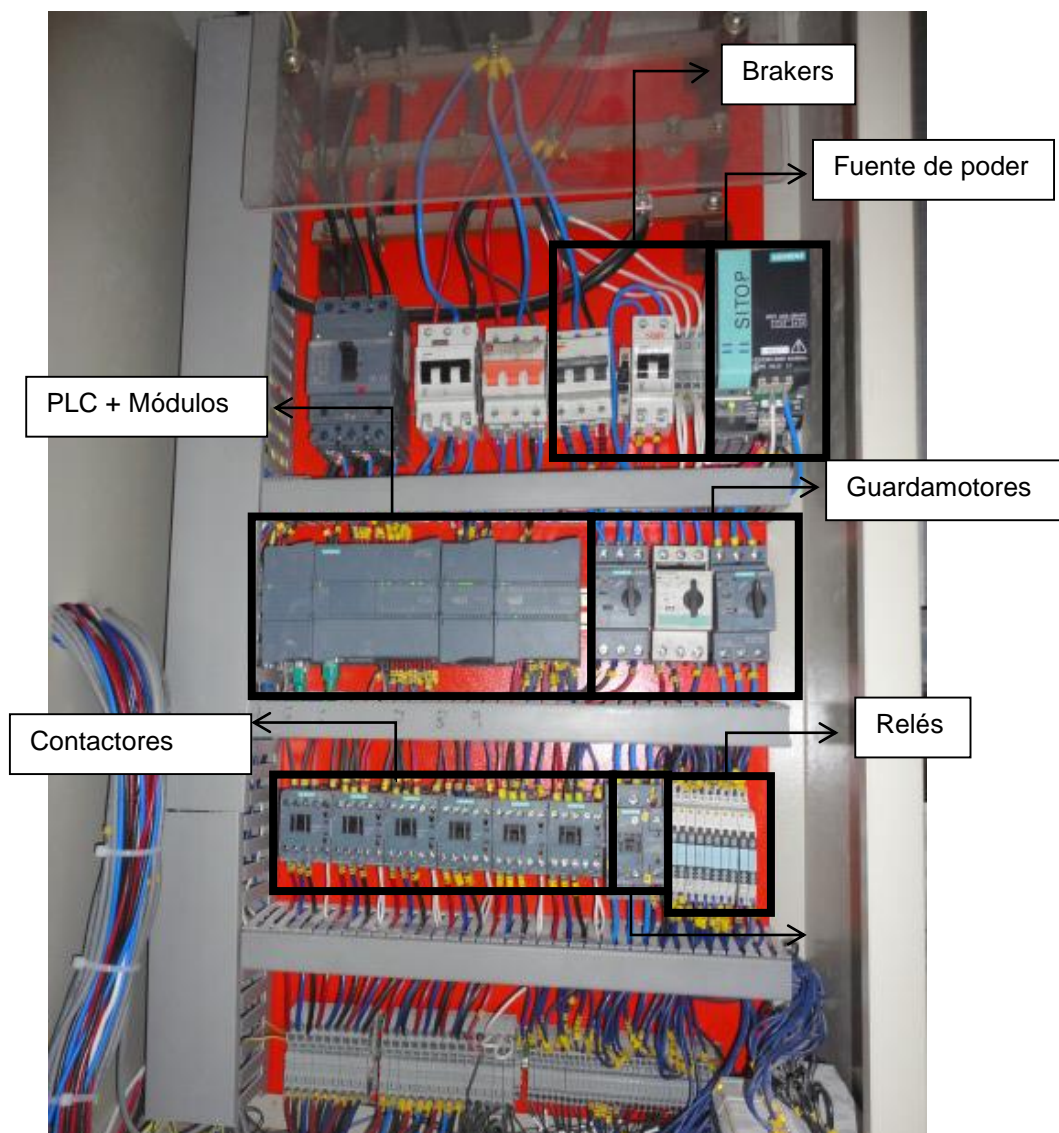 Brakers
Fuente de poder
SIEMENS
SITOP
PLC + Módulos
Guardamotores
Contactores
Relés